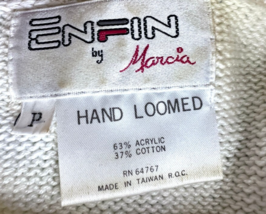 ENFIN
by Marcia
P
HAND LOOMED
63% ACRYLIC
37% COTTON
RN 64767
MADE IN TAIWAN R.O.C.